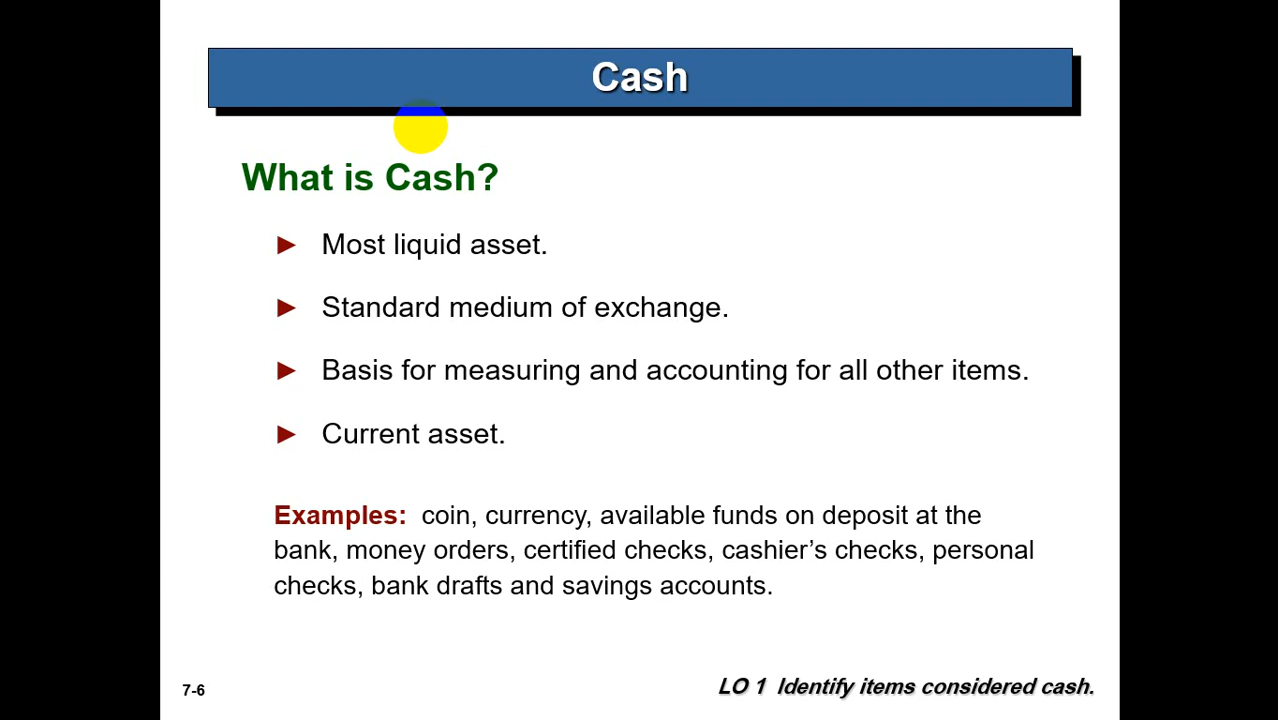 Cash
What is Cash?
► Most liquid asset.
► Standard medium of exchange.
► Basis for measuring and accounting for all other items.
► Current asset.
Examples: coin, currency, available funds on deposit at the
bank, money orders, certified checks, cashier’s checks, personal
checks, bank drafts and savings accounts.
7-6
LO 1 Identify items considered cash.